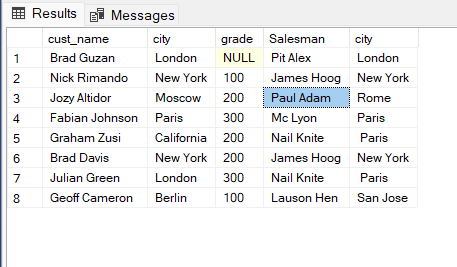 Results Messages
cust_name city grade Salesman city
1 Brad Guzan London NULL Pit Alex London
2 Nick Rimando New York 100 James Hoog New York
3 Jozy Altidor Moscow 200 Paul Adam Rome
4 Fabian Johnson Paris 300 Mc Lyon Paris
5 Graham Zusi California 200 Nail Knite Paris
6 Brad Davis New York 200 James Hoog New York
7 Julian Green London 300 Nail Knite Paris
8 Geoff Cameron Berlin 100 Lauson Hen San Jose